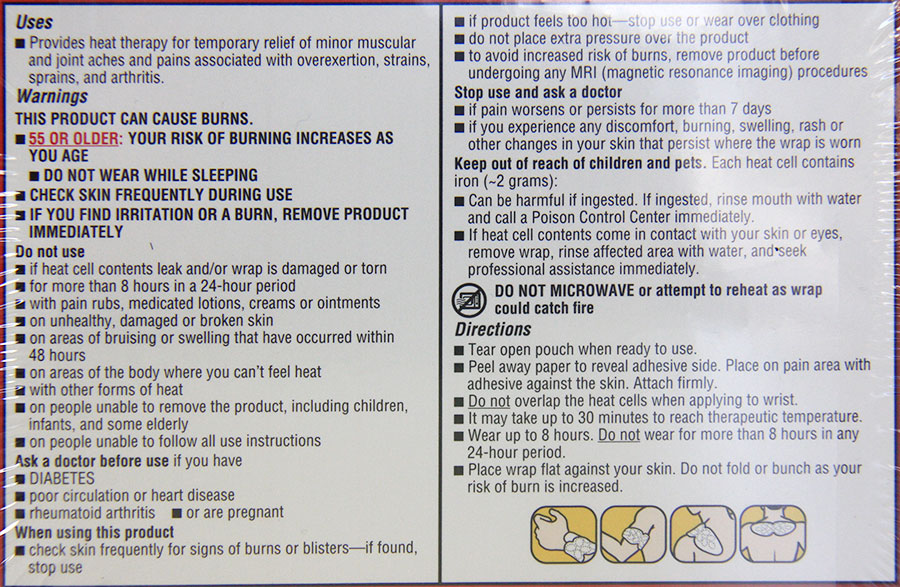 Uses
■ Provides heat therapy for temporary relief of minor muscular
and joint aches and pains associated with overexertion, strains,
sprains, and arthritis.
Warnings
THIS PRODUCT CAN CAUSE BURNS.
■ 55 OR OLDER: YOUR RISK OF BURNING INCREASES AS
YOU AGE
■ DO NOT WEAR WHILE SLEEPING
■ CHECK SKIN FREQUENTLY DURING USE
■ IF YOU FIND IRRITATION OR A BURN, REMOVE PRODUCT
IMMEDIATELY
Do not use
■ if heat cell contents leak and/or wrap is damaged or torn
■ for more than 8 hours in a 24-hour period
■ with pain rubs, medicated lotions, creams or ointments
■ on unhealthy, damaged or broken skin
■ on areas of bruising or swelling that have occurred within
48 hours
■ on areas of the body where you can't feel heat
■ with other forms of heat
■ on people unable to remove the product, including children,
infants, and some elderly
■ on people unable to follow all use instructions
Ask a doctor before use if you have
■ DIABETES
■ poor circulation or heart disease
■ rheumatoid arthritis ■ or are pregnant
When using this product
■ check skin frequently for signs of burns or blisters—if found,
stop use
■ if product feels too hot—stop use or wear over clothing
■ do not place extra pressure over the product
■ to avoid increased risk of burns, remove product before
undergoing any MRI (magnetic resonance imaging) procedures
Stop use and ask a doctor
■ if pain worsens or persists for more than 7 days
■ if you experience any discomfort, burning, swelling, rash or
other changes in your skin that persist where the wrap is worn
Keep out of reach of children and pets. Each heat cell contains
iron (~2 grams):
■ Can be harmful if ingested. If ingested, rinse mouth with water
and call a Poison Control Center immediately.
■ If heat cell contents come in contact with your skin or eyes,
remove wrap, rinse affected area with water, and seek
professional assistance immediately.
DO NOT MICROWAVE or attempt to reheat as wrap
could catch fire
Directions
■ Tear open pouch when ready to use.
■ Peel away paper to reveal adhesive side. Place on pain area with
adhesive against the skin. Attach firmly.
■ Do not overlap the heat cells when applying to wrist.
■ It may take up to 30 minutes to reach therapeutic temperature.
■ Wear up to 8 hours. Do not wear for more than 8 hours in any
24-hour period.
■ Place wrap flat against your skin. Do not fold or bunch as your
risk of burn is increased.